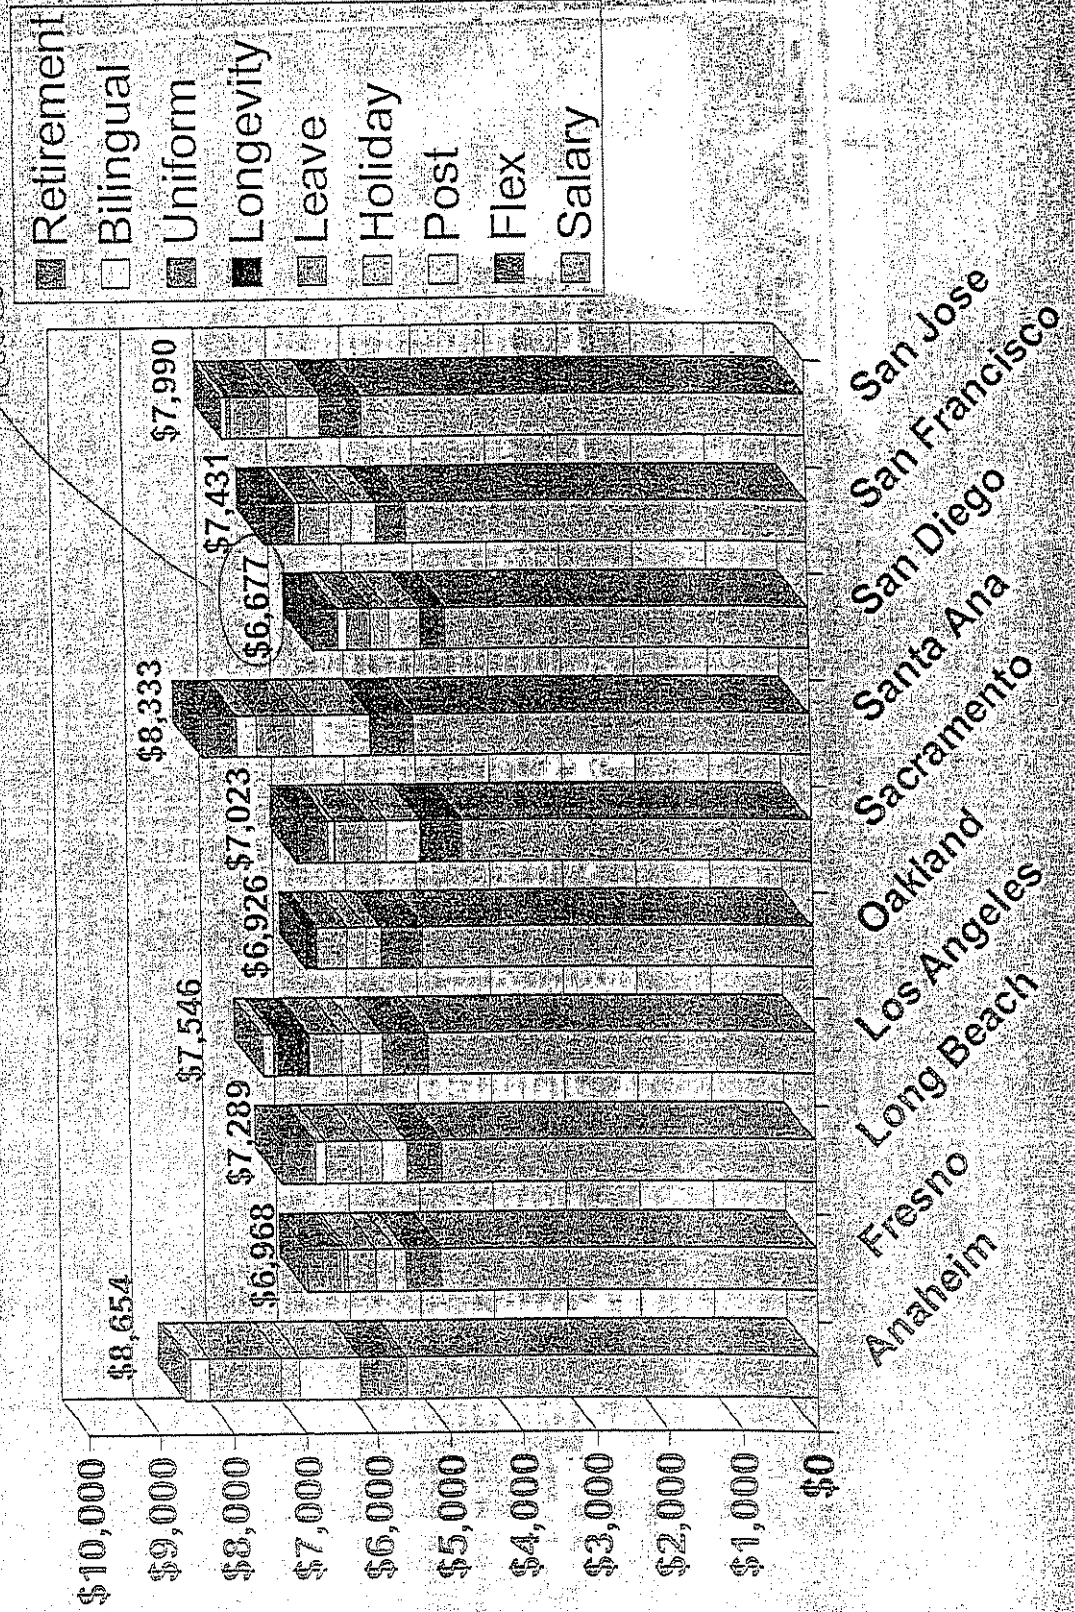 $8,654
$6,968
$7,289
$7,546
$6,926
$7,023
$8,333
$6,677
$7,431
$7,990
$10,000
$9,000
$8,000
$7,000
$6,000
$5,000
$4,000
$3,000
$2,000
$1,000
$0
Anaheim
Fresno
Long Beach
Los Angeles
Oakland
Sacramento
Santa Ana
San Diego
San Francisco
San Jose
Retirement
Bilingual
Uniform
Longevity
Leave
Holiday
Post
Flex
Salary